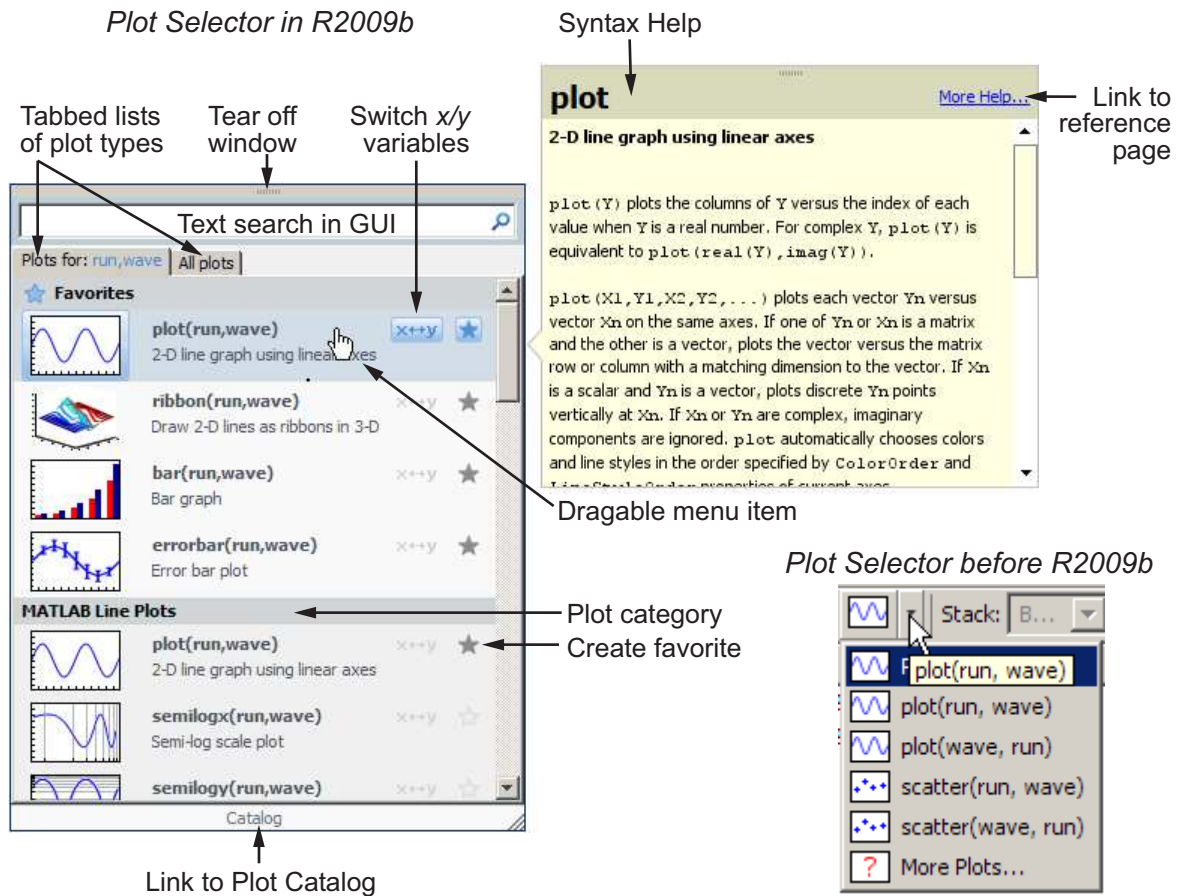 Plot Selector in R2009b
Syntax Help
Tabbed lists
of plot types
Tear off
window
Switch x/y
variables
Text search in GUI
Plots for: run,wave
All plots
Favorites
plot(run,wave)
x↔y
2-D line graph using linear axes
ribbon(run,wave)
x↔y
Draw 2-D lines as ribbons in 3-D
bar(run,wave)
x↔y
Bar graph
errorbar(run,wave)
x↔y
Error bar plot
MATLAB Line Plots
plot(run,wave)
x↔y
2-D line graph using linear axes
semilogx(run,wave)
x↔y
Semi-log scale plot
semilogy(run,wave)
x↔y
Catalog
Link to Plot Catalog
plot
More Help...
Link to
reference
page
2-D line graph using linear axes
plot(Y) plots the columns of Y versus the index of each
value when Y is a real number. For complex Y, plot(Y) is
equivalent to plot(real(Y),imag(Y)).
plot(X1,Y1,X2,Y2,...) plots each vector Yn versus
vector Xn on the same axes. If one of Yn or Xn is a matrix
and the other is a vector, plots the vector versus the matrix
row or column with a matching dimension to the vector. If Xn
is a scalar and Yn is a vector, plots discrete Yn points
vertically at Xn. If Xn or Yn are complex, imaginary
components are ignored. plot automatically chooses colors
and line styles in the order specified by ColorOrder and
LineStyleOrder properties of current axes
Dragable menu item
Plot category
Create favorite
Plot Selector before R2009b
Stack: B...
plot(run, wave)
plot(run, wave)
plot(wave, run)
scatter(run, wave)
scatter(wave, run)
? More Plots...